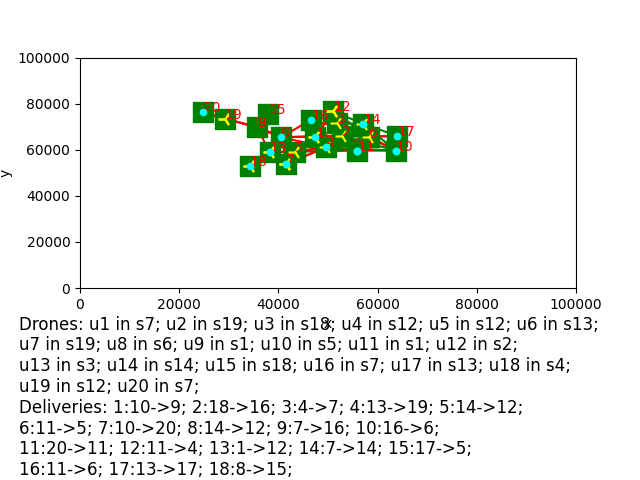 100000
80000
60000
40000
20000
0
y
0 20000 40000 60000 80000 100000
x
Drones: u1 in s7; u2 in s19; u3 in s18; u4 in s12; u5 in s12; u6 in s13;
u7 in s19; u8 in s6; u9 in s1; u10 in s5; u11 in s1; u12 in s2;
u13 in s3; u14 in s14; u15 in s18; u16 in s7; u17 in s13; u18 in s4;
u19 in s12; u20 in s7;
Deliveries: 1:10->9; 2:18->16; 3:4->7; 4:13->19; 5:14->12;
6:11->5; 7:10->20; 8:14->12; 9:7->16; 10:16->6;
11:20->11; 12:11->4; 13:1->12; 14:7->14; 15:17->5;
16:11->6; 17:13->17; 18:8->15;